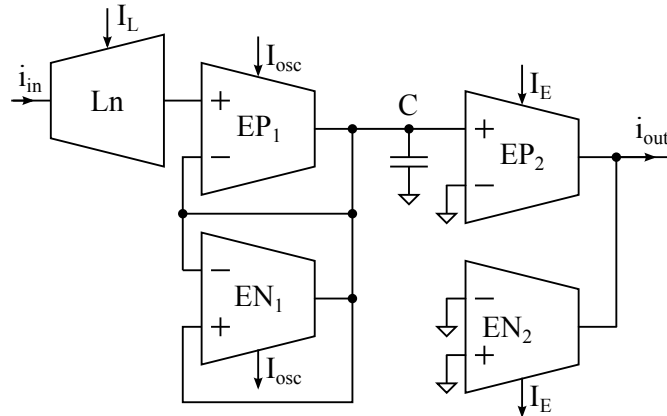 I_L
i_in
Ln
I_osc
+
EP_1
−
C
I_E
+
EP_2
−
i_out
−
EN_1
+
I_osc
−
EN_2
+
I_E